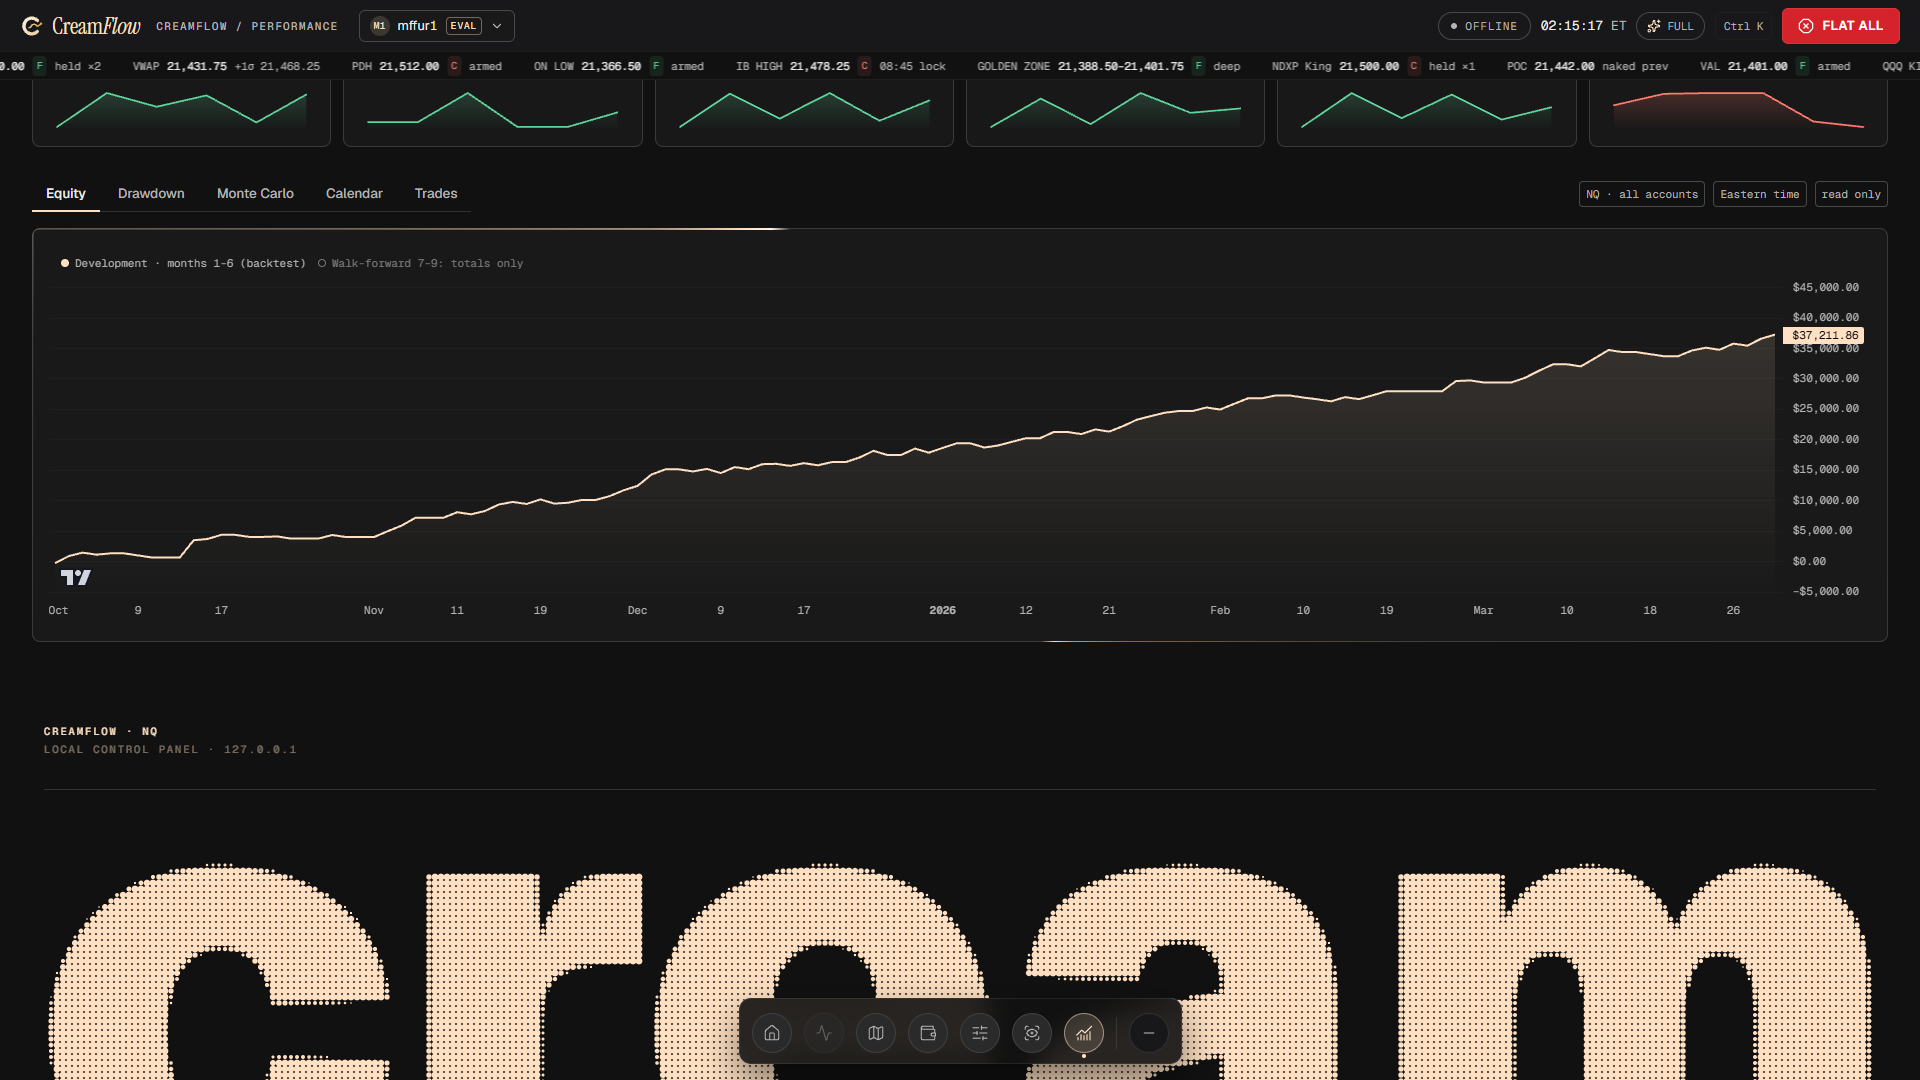 CreamFlow CREAMFLOW / PERFORMANCE M1 mffur1 EVAL OFFLINE 02:15:17 ET FULL Ctrl K FLAT ALL
0.00 F held ×2 VWAP 21,431.75 +1σ 21,468.25 PDH 21,512.00 C armed ON LOW 21,366.50 F armed IB HIGH 21,478.25 C 08:45 lock GOLDEN ZONE 21,388.50–21,401.75 F deep NDXP King 21,500.00 C held ×1 POC 21,442.00 naked prev VAL 21,401.00 F armed QQQ KI
Equity Drawdown Monte Carlo Calendar Trades NQ · all accounts Eastern time read only
Development · months 1–6 (backtest) Walk-forward 7–9: totals only
$45,000.00
$40,000.00
$37,211.86
$35,000.00
$30,000.00
$25,000.00
$20,000.00
$15,000.00
$10,000.00
$5,000.00
$0.00
-$5,000.00
Oct 9 17 Nov 11 19 Dec 9 17 2026 12 21 Feb 10 19 Mar 10 18 26
CREAMFLOW · NQ
LOCAL CONTROL PANEL · 127.0.0.1
cream